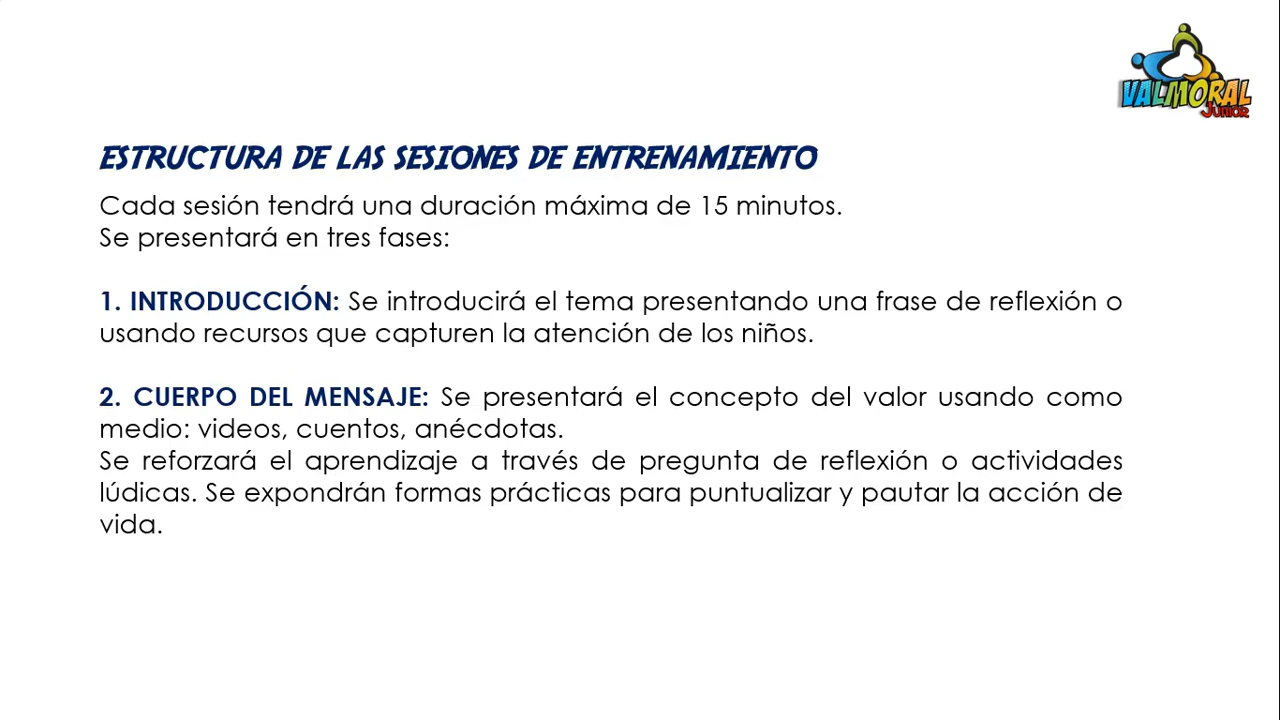 VALMORAL
JUNIOR
ESTRUCTURA DE LAS SESIONES DE ENTRENAMIENTO
Cada sesión tendrá una duración máxima de 15 minutos.
Se presentará en tres fases:
1. INTRODUCCIÓN: Se introducirá el tema presentando una frase de reflexión o
usando recursos que capturen la atención de los niños.
2. CUERPO DEL MENSAJE: Se presentará el concepto del valor usando como
medio: videos, cuentos, anécdotas.
Se reforzará el aprendizaje a través de pregunta de reflexión o actividades
lúdicas. Se expondrán formas prácticas para puntualizar y pautar la acción de
vida.